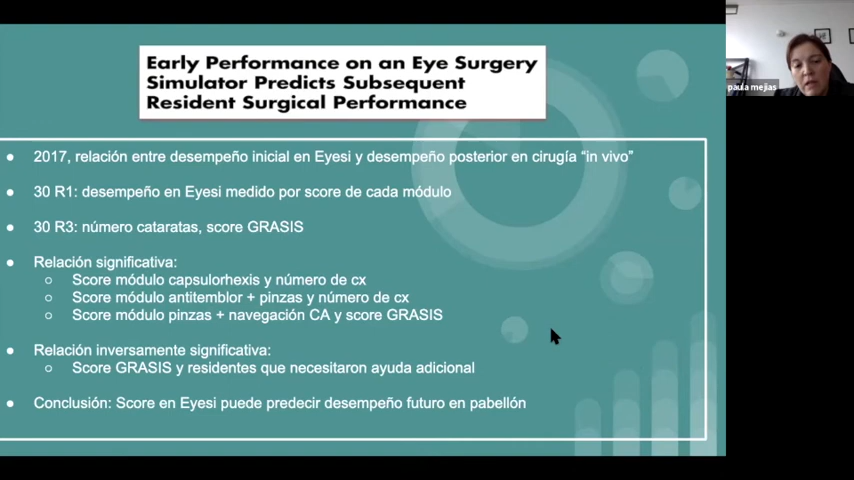 Early Performance on an Eye Surgery
Simulator Predicts Subsequent
Resident Surgical Performance
● 2017, relación entre desempeño inicial en Eyesi y desempeño posterior en cirugía “in vivo”
● 30 R1: desempeño en Eyesi medido por score de cada módulo
● 30 R3: número cataratas, score GRASIS
● Relación significativa:
○ Score módulo capsulorhexis y número de cx
○ Score módulo antitemblor + pinzas y número de cx
○ Score módulo pinzas + navegación CA y score GRASIS
● Relación inversamente significativa:
○ Score GRASIS y residentes que necesitaron ayuda adicional
● Conclusión: Score en Eyesi puede predecir desempeño futuro en pabellón
paula mejias